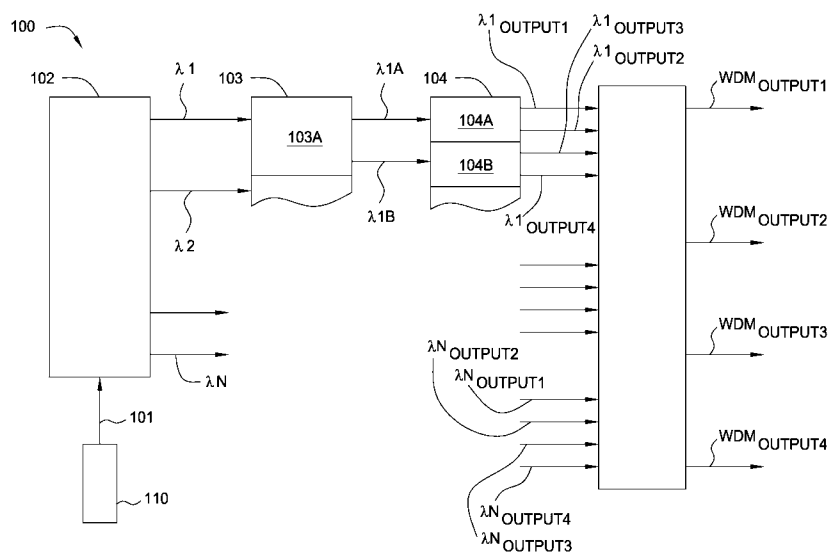 100
102
λ1
103
λ1A
104
λ1 OUTPUT1
λ1 OUTPUT3
λ1 OUTPUT2
WDM OUTPUT1
103A
104A
104B
λ2
λ1B
λ1 OUTPUT4
WDM OUTPUT2
λN
λN OUTPUT2
λN OUTPUT1
WDM OUTPUT3
101
110
WDM OUTPUT4
λN OUTPUT4
λN OUTPUT3